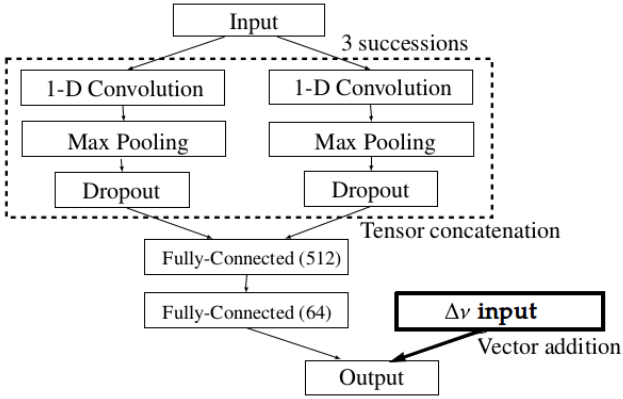 Input
3 successions
1-D Convolution 1-D Convolution
Max Pooling Max Pooling
Dropout Dropout
Tensor concatenation
Fully-Connected (512)
Fully-Connected (64)
Δν input
Vector addition
Output